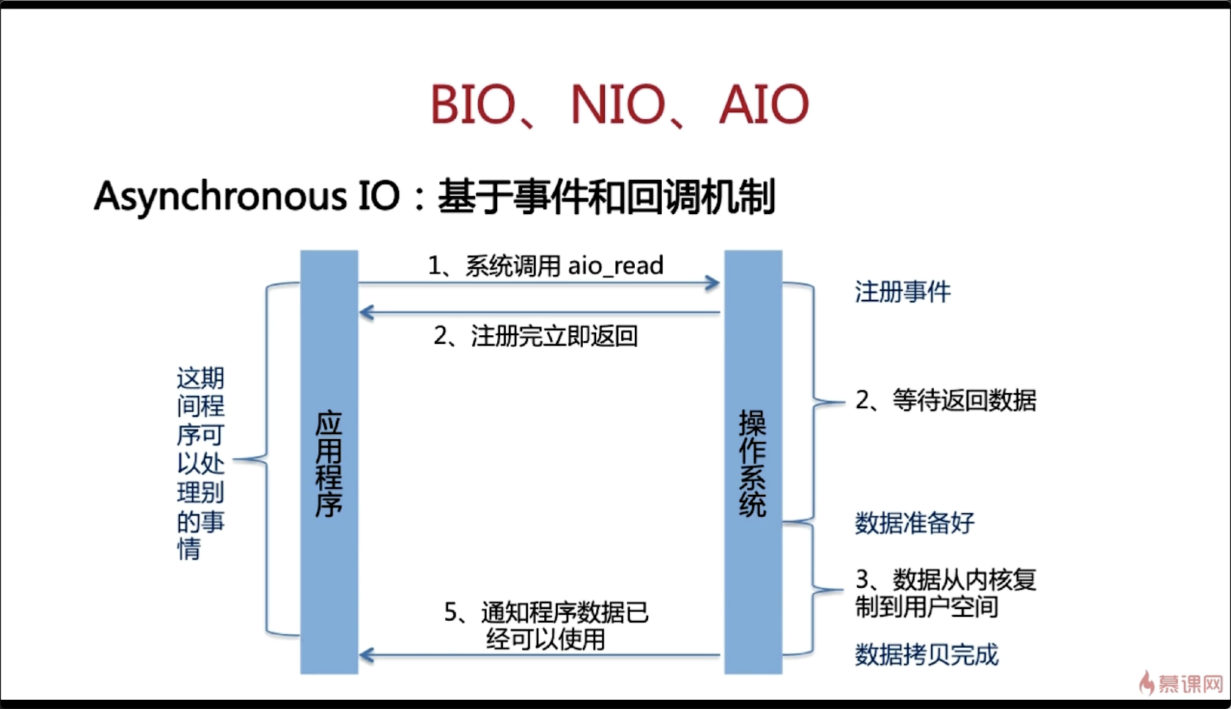 BIO、NIO、AIO
Asynchronous IO：基于事件和回调机制
1、系统调用 aio_read
注册事件
2、注册完立即返回
这期
间程
序可
以处
理别
的事
情
应用程序
操作系统
2、等待返回数据
数据准备好
3、数据从内核复
制到用户空间
5、通知程序数据已
经可以使用
数据拷贝完成
慕课网